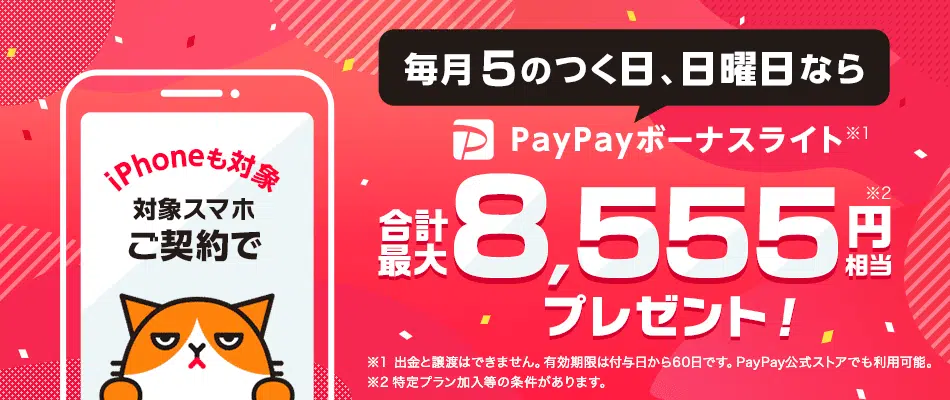 毎月5のつく日、日曜日なら
PayPayボーナスライト※1
iPhoneも対象
対象スマホ
ご契約で
合計
最大
8,555円
相当
※2
プレゼント!
※1 出金と譲渡はできません。有効期限は付与日から60日です。PayPay公式ストアでも利用可能。
※2 特定プラン加入等の条件があります。